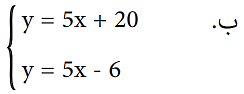 ب. y = 5x + 20
y = 5x - 6